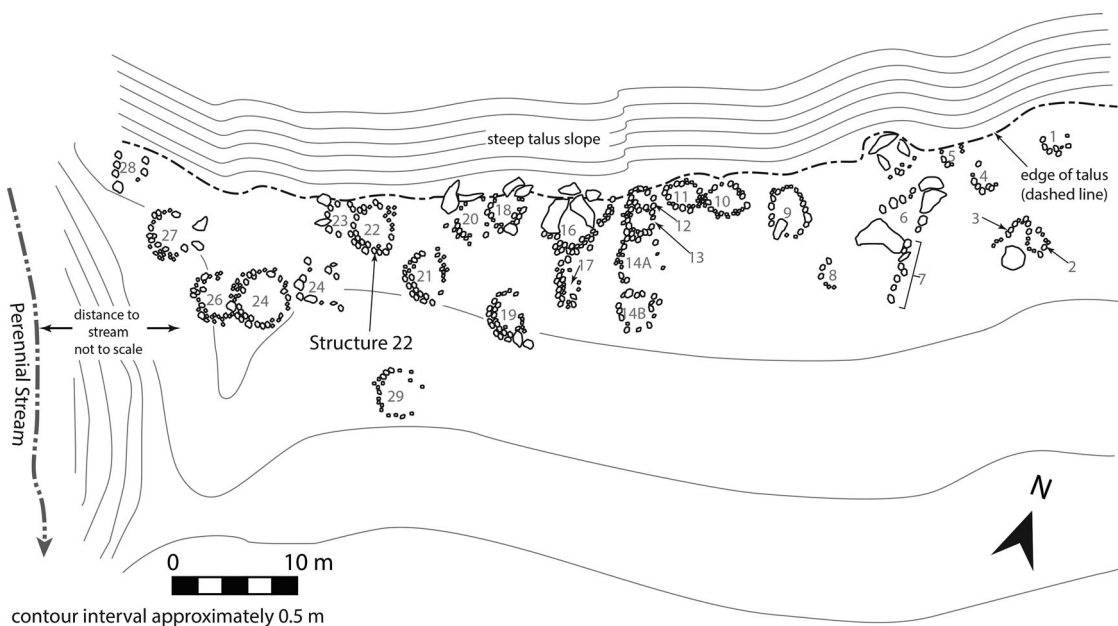 steep talus slope
edge of talus
(dashed line)
1
5
4
28
3
6
2
7
9
10
11
12
13
18
20
16
23
22
27
14A
17
21
8
24
26
24
14B
19
distance to
stream
not to scale
Structure 22
29
Perennial Stream
N
0 10 m
contour interval approximately 0.5 m